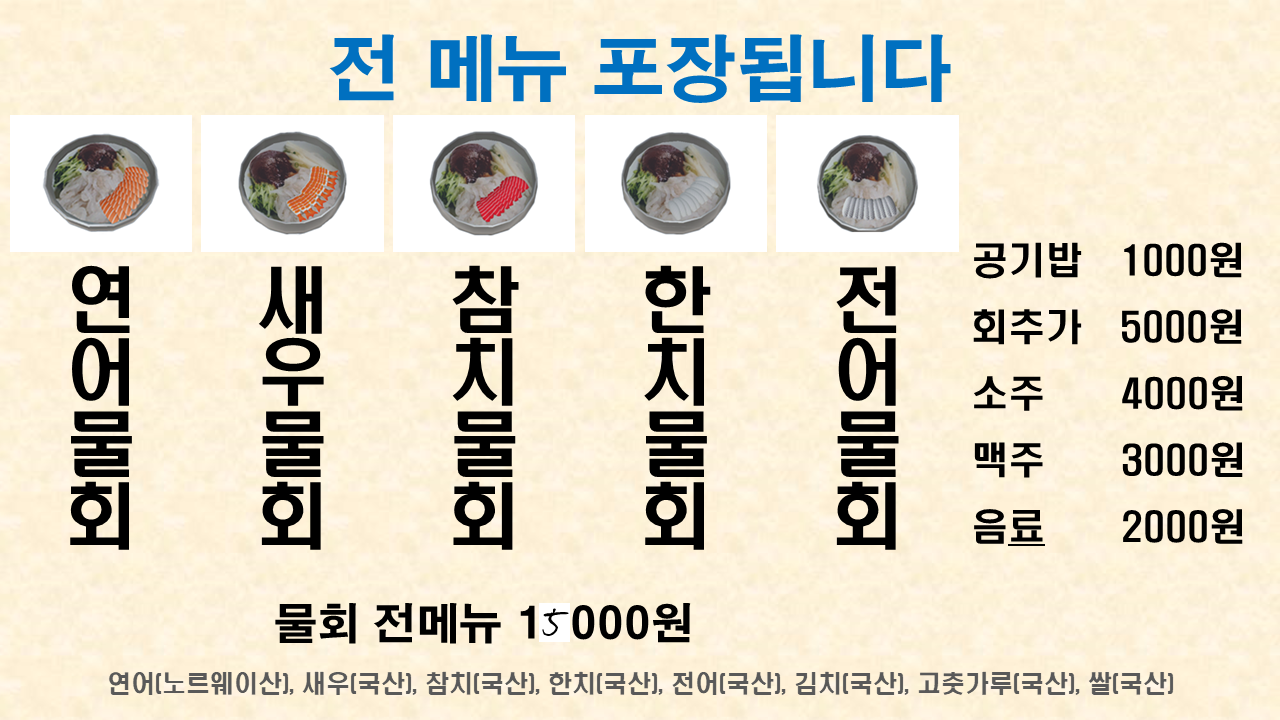 전 메뉴 포장됩니다
연어물회
새우물회
참치물회
한치물회
전어물회
공기밥 1000원
회추가 5000원
소주 4000원
맥주 3000원
음료 2000원
물회 전메뉴 15000원
연어(노르웨이산), 새우(국산), 참치(국산), 한치(국산), 전어(국산), 김치(국산), 고춧가루(국산), 쌀(국산)